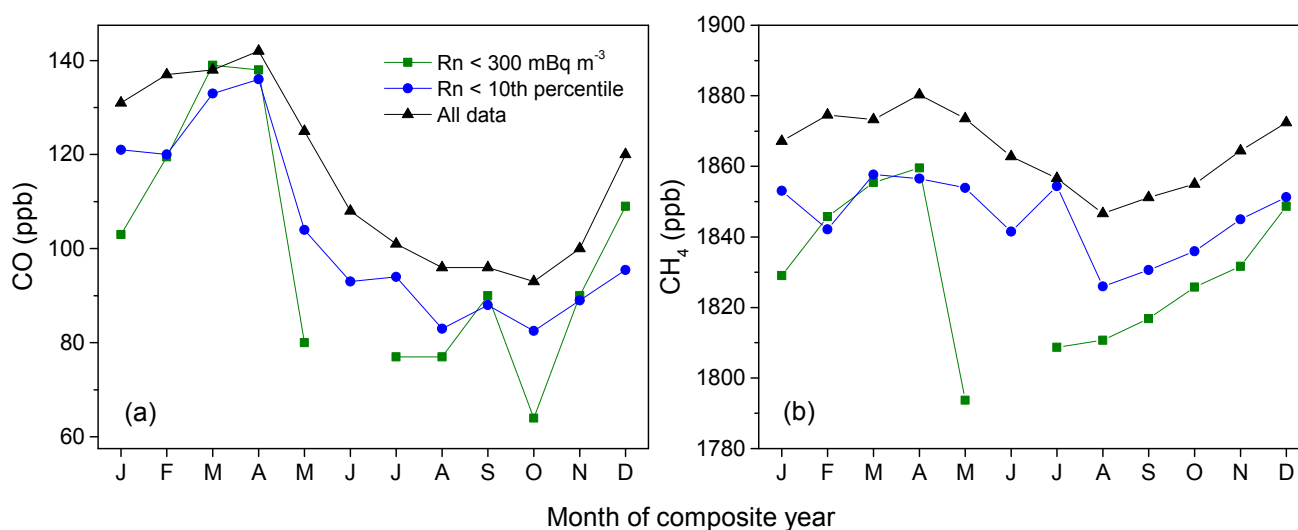 140
120
100
80
60
CO (ppb)
Rn < 300 mBq m⁻³
Rn < 10th percentile
All data
(a)
J F M A M J J A S O N D
1900
1880
1860
1840
1820
1800
1780
CH₄ (ppb)
(b)
J F M A M J J A S O N D
Month of composite year